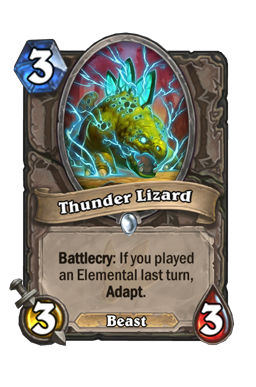 3
Thunder Lizard
Battlecry: If you played
an Elemental last turn,
Adapt.
3
Beast
3